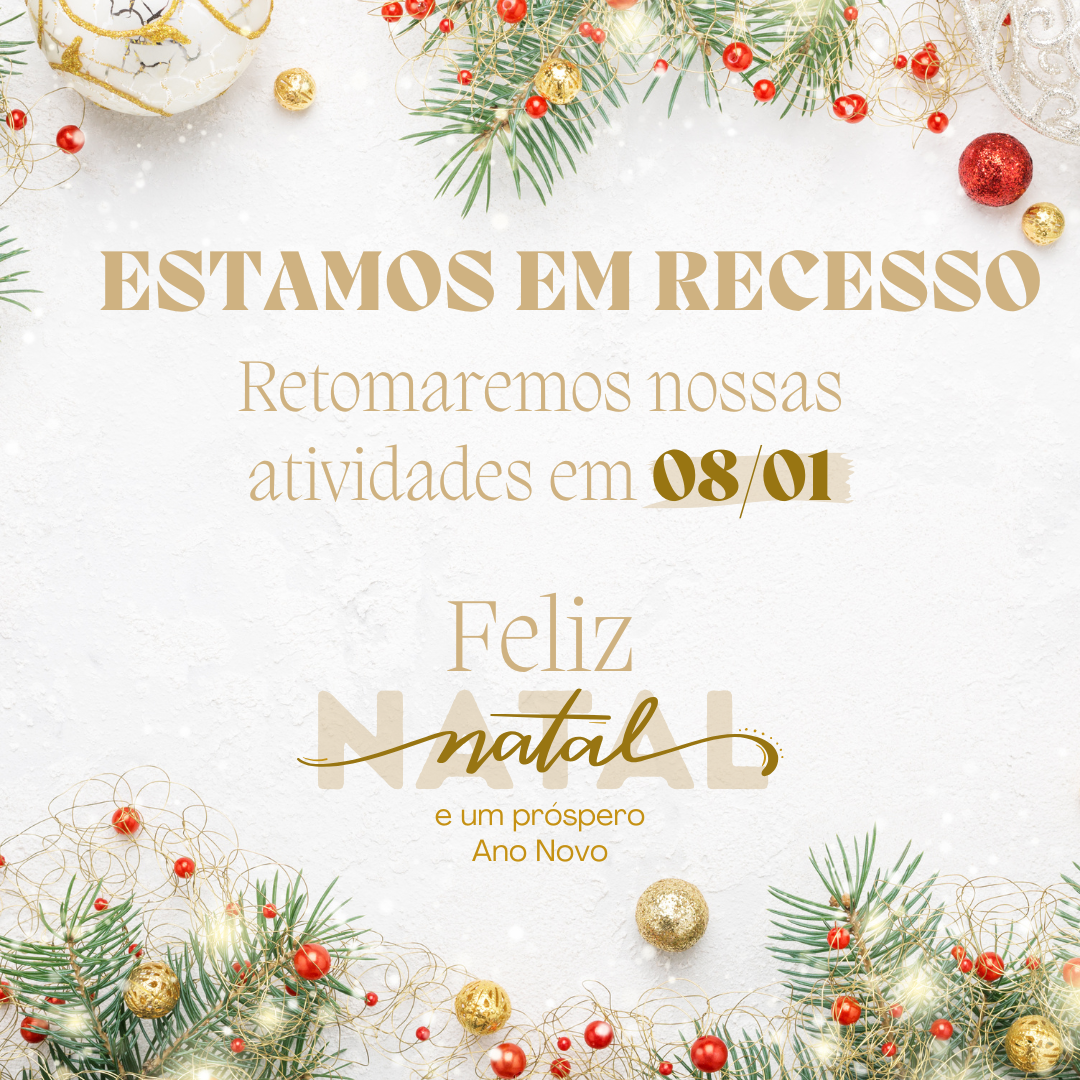 ESTAMOS EM RECESSO
Retomaremos nossas
atividades em 08/01
Feliz
NATAL
natal
e um próspero
Ano Novo